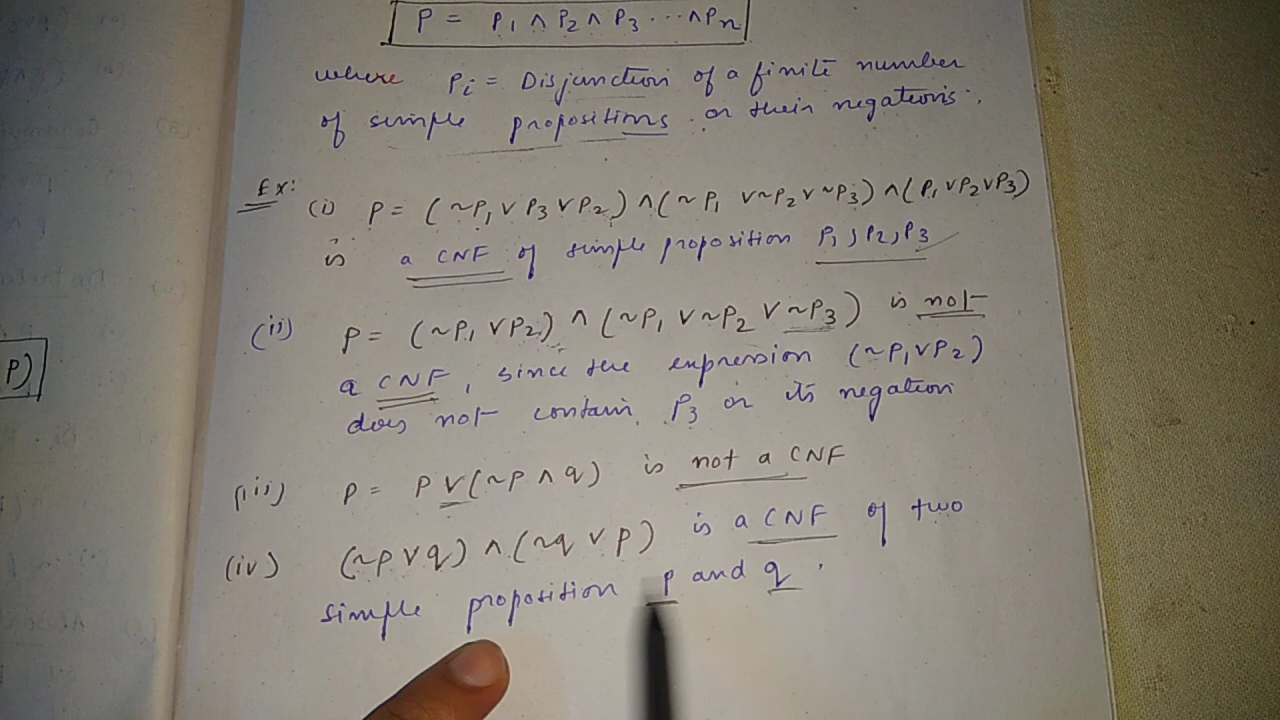 P = P₁ ∧ P₂ ∧ P₃ ... ∧ Pₙ
where Pᵢ = Disjunction of a finite number
of simple propositions or their negations.
Ex:
(i) P = (~P₁ ∨ P₃ ∨ P₂) ∧ (~P₁ ∨ ~P₂ ∨ ~P₃) ∧ (P₁ ∨ P₂ ∨ P₃)
is a CNF of simple proposition P₁, P₂, P₃
(ii) P = (~P₁ ∨ P₂) ∧ (~P₁ ∨ ~P₂ ∨ ~P₃) is not
a CNF, since the expression (~P₁ ∨ P₂)
does not contain P₃ or its negation
(iii) P = P ∨ (~P ∧ q) is not a CNF
(iv) (~P ∨ q) ∧ (~q ∨ P) is a CNF of two
simple proposition p and q.
P)